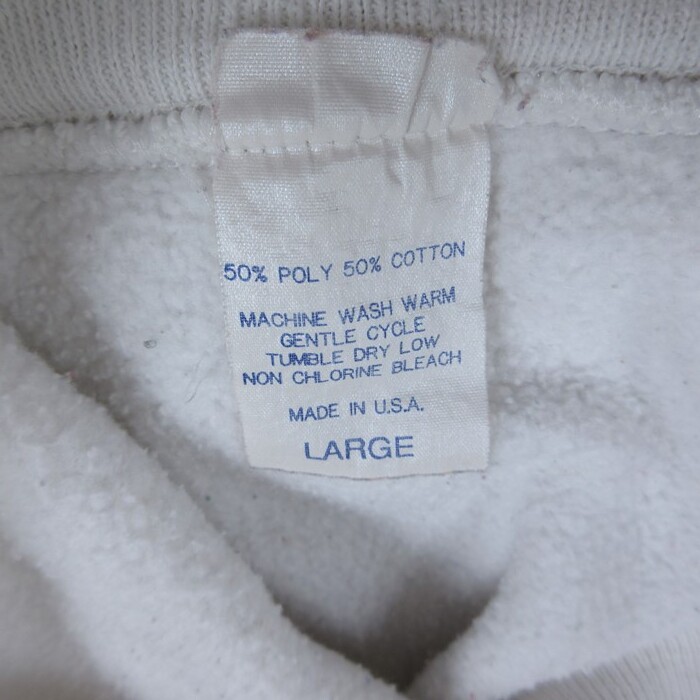 50% POLY 50% COTTON
MACHINE WASH WARM
GENTLE CYCLE
TUMBLE DRY LOW
NON CHLORINE BLEACH
MADE IN U.S.A.
LARGE